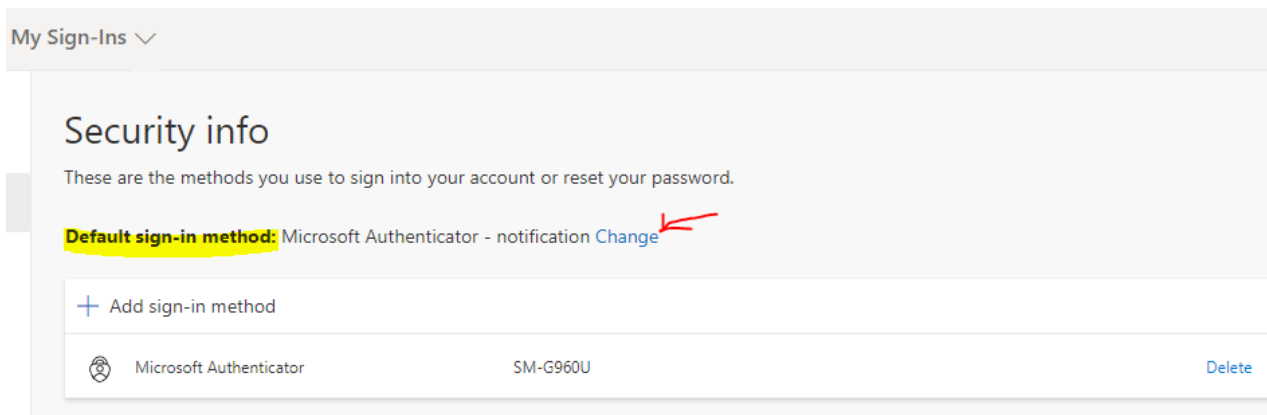 My Sign-Ins
Security info
These are the methods you use to sign into your account or reset your password.
Default sign-in method: Microsoft Authenticator - notification Change
Add sign-in method
Microsoft Authenticator SM-G960U Delete